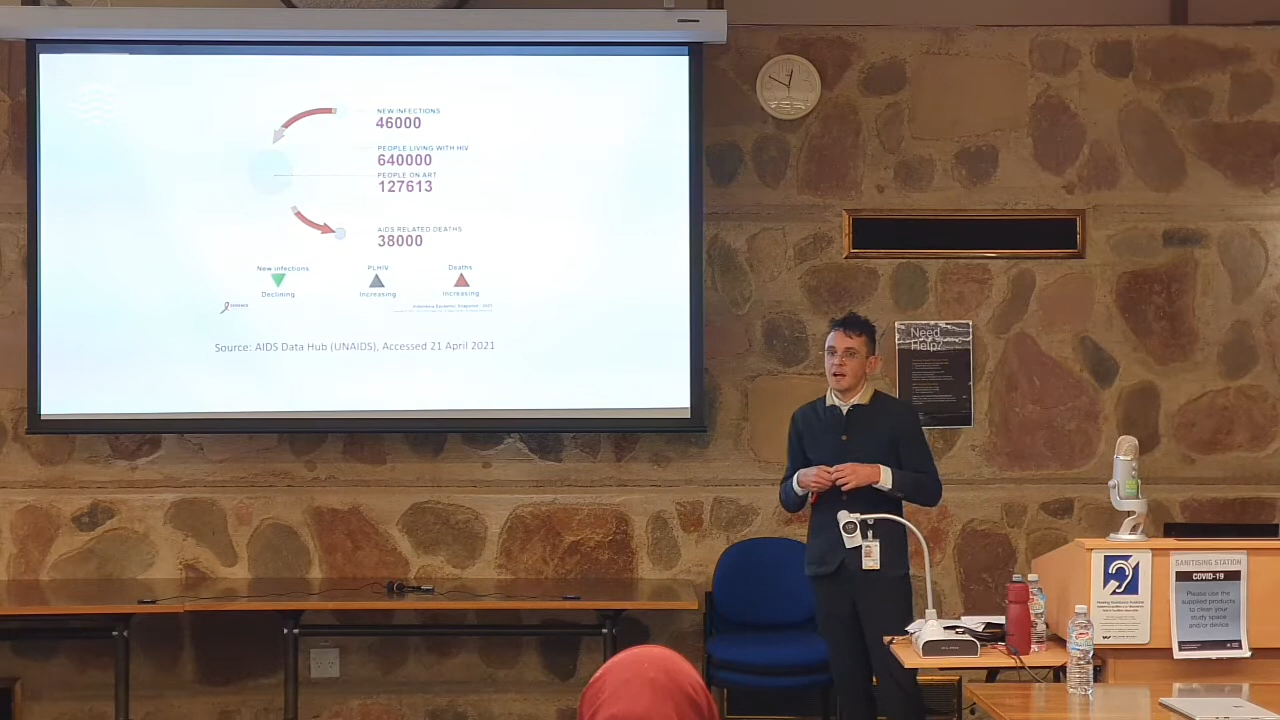 NEW INFECTIONS
46000
PEOPLE LIVING WITH HIV
640000
PEOPLE ON ART
127613
AIDS RELATED DEATHS
38000
New infections
PLHIV
Deaths
Declining
Increasing
Increasing
Source: AIDS Data Hub (UNAIDS), Accessed 21 April 2021
Need
Help?
SANITISING STATION
COVID-19
Please use the
supplied products
to clean your
study space
and/or device